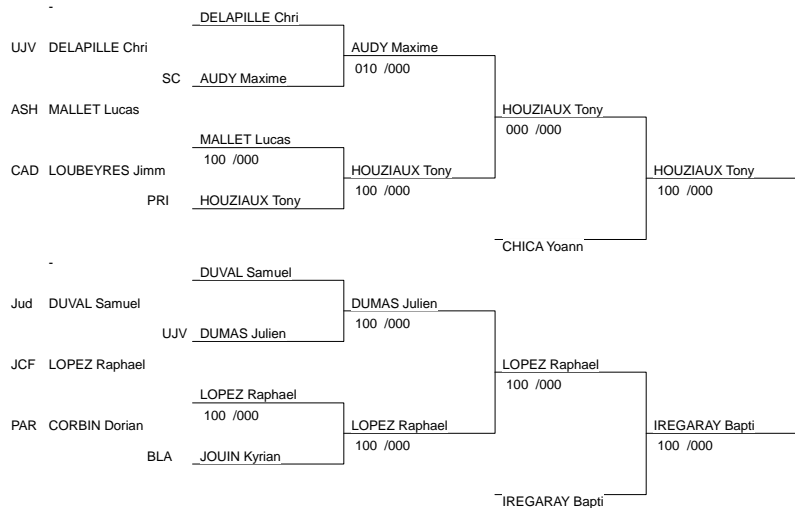 -
DELAPILLE Chri
UJV DELAPILLE Chri
AUDY Maxime
010 /000
SC AUDY Maxime
ASH MALLET Lucas
HOUZIAUX Tony
000 /000
MALLET Lucas
100 /000
CAD LOUBEYRES Jimm
HOUZIAUX Tony
100 /000
HOUZIAUX Tony
100 /000
PRI HOUZIAUX Tony
CHICA Yoann
-
DUVAL Samuel
Jud DUVAL Samuel
DUMAS Julien
100 /000
UJV DUMAS Julien
JCF LOPEZ Raphael
LOPEZ Raphael
100 /000
LOPEZ Raphael
100 /000
PAR CORBIN Dorian
LOPEZ Raphael
100 /000
IREGARAY Bapti
100 /000
BLA JOUIN Kyrian
IREGARAY Bapti